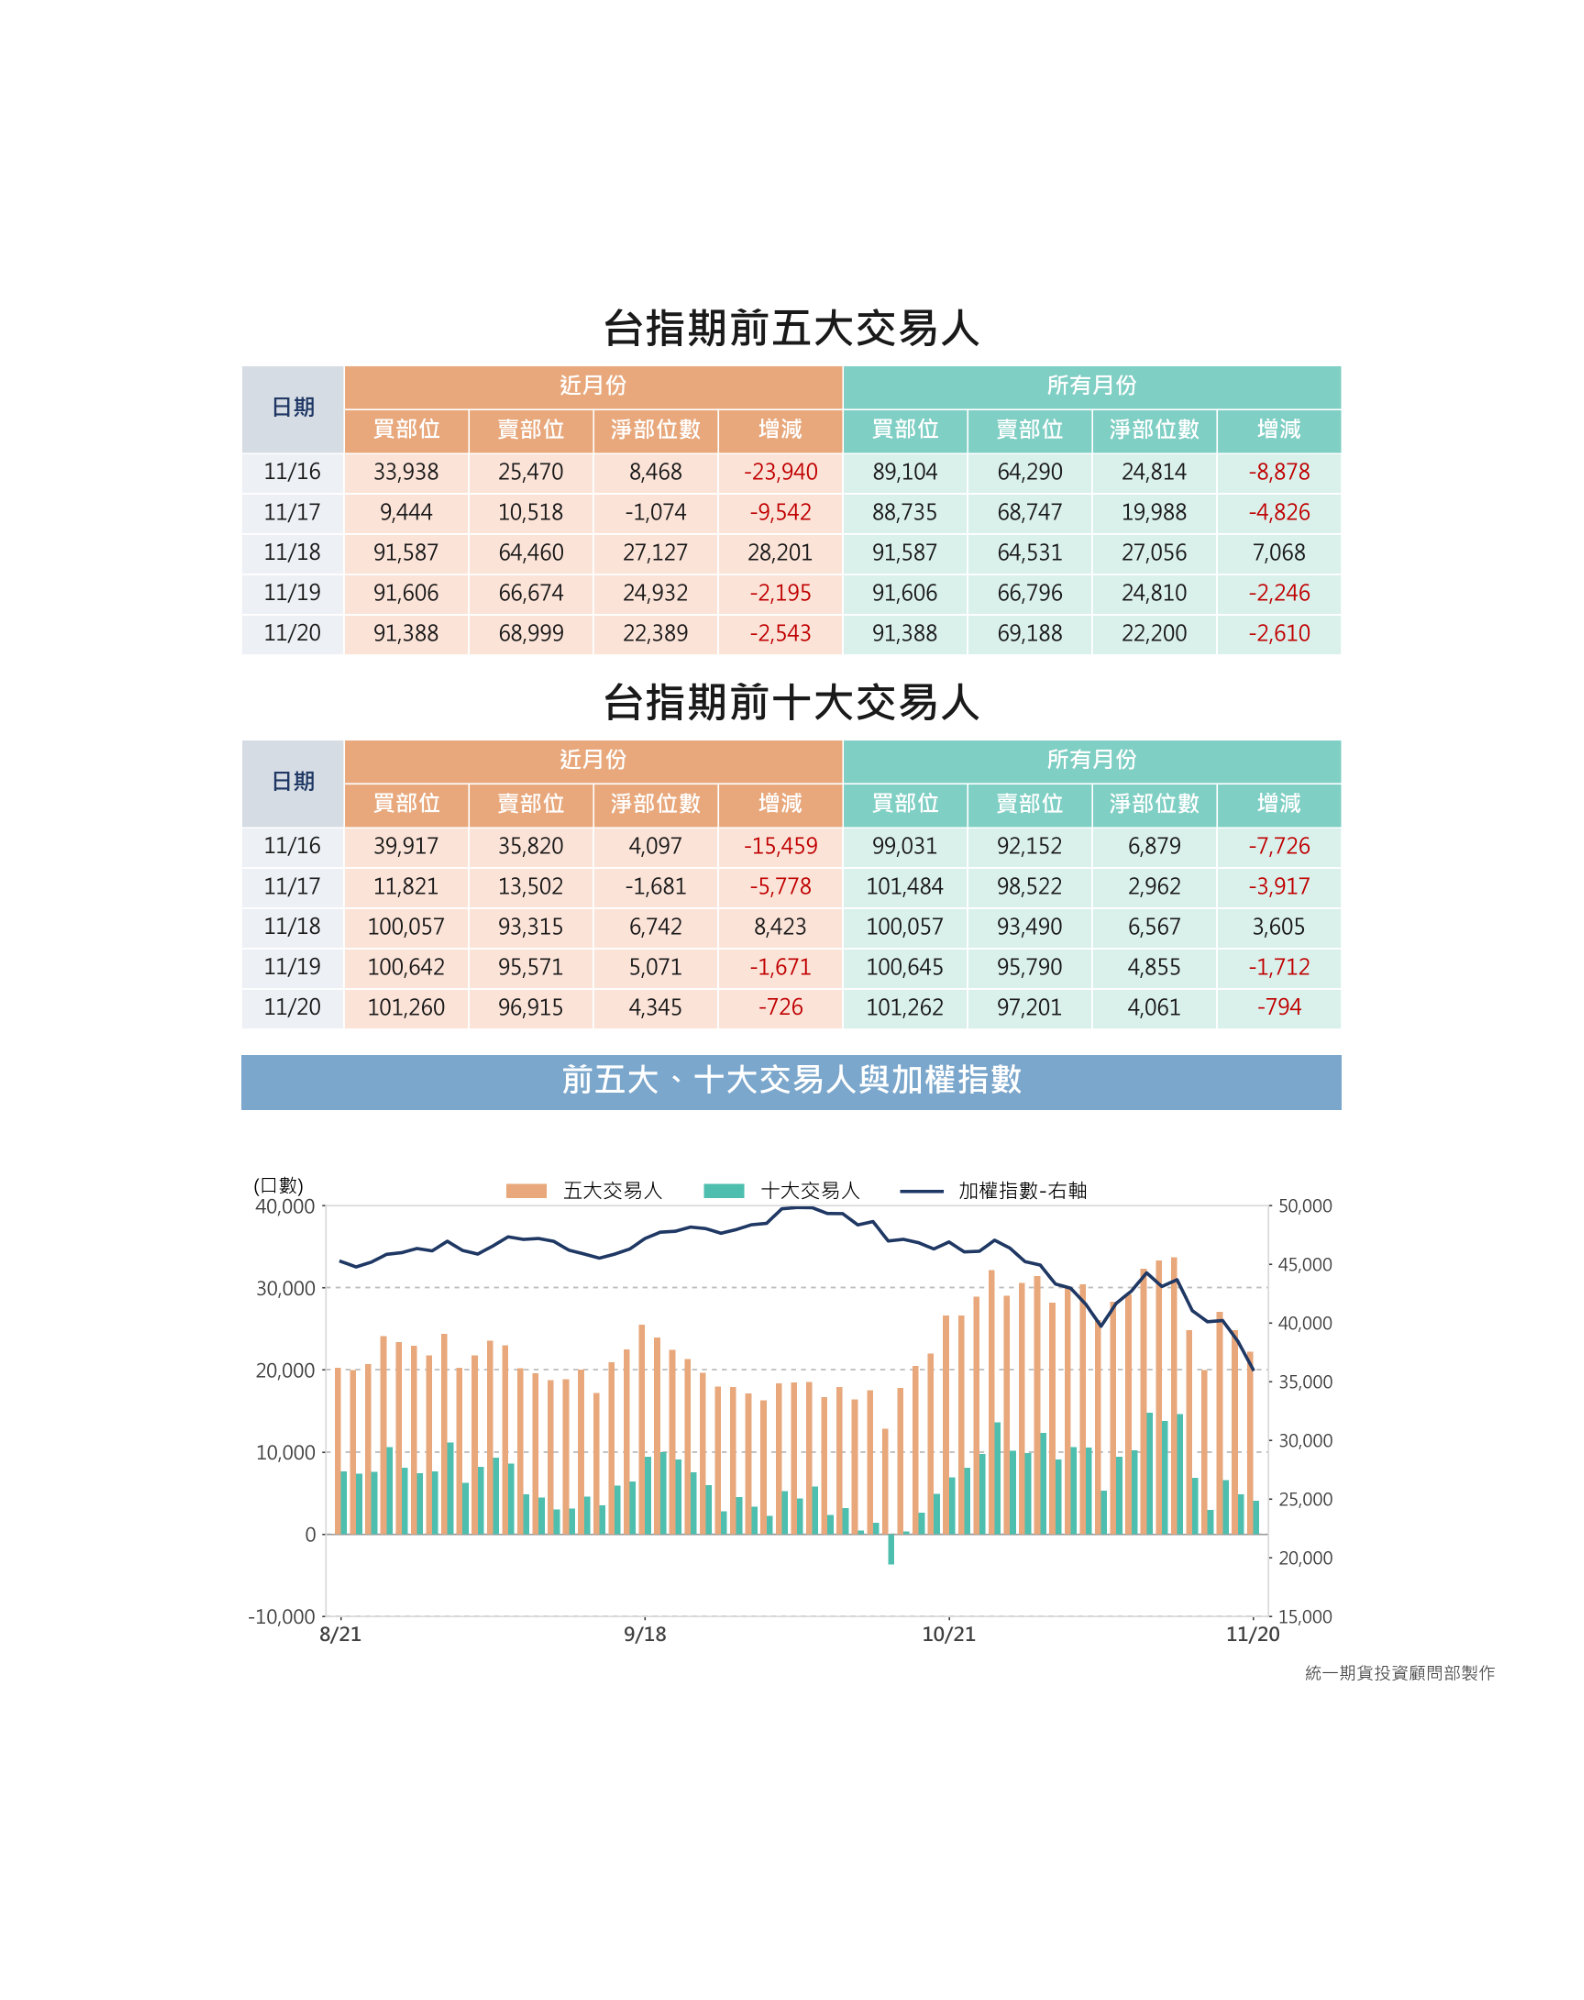 台指期前五大交易人
日期 近月份 所有月份
買部位 賣部位 淨部位數 增減 買部位 賣部位 淨部位數 增減
11/16 33,938 25,470 8,468 -23,940 89,104 64,290 24,814 -8,878
11/17 9,444 10,518 -1,074 -9,542 88,735 68,747 19,988 -4,826
11/18 91,587 64,460 27,127 28,201 91,587 64,531 27,056 7,068
11/19 91,606 66,674 24,932 -2,195 91,606 66,796 24,810 -2,246
11/20 91,388 68,999 22,389 -2,543 91,388 69,188 22,200 -2,610
台指期前十大交易人
日期 近月份 所有月份
買部位 賣部位 淨部位數 增減 買部位 賣部位 淨部位數 增減
11/16 39,917 35,820 4,097 -15,459 99,031 92,152 6,879 -7,726
11/17 11,821 13,502 -1,681 -5,778 101,484 98,522 2,962 -3,917
11/18 100,057 93,315 6,742 8,423 100,057 93,490 6,567 3,605
11/19 100,642 95,571 5,071 -1,671 100,645 95,790 4,855 -1,712
11/20 101,260 96,915 4,345 -726 101,262 97,201 4,061 -794
前五大、十大交易人與加權指數
(口數) 五大交易人 十大交易人 加權指數-右軸
40,000 50,000
45,000
30,000
40,000
20,000
35,000
10,000
30,000
25,000
0
20,000
-10,000 15,000
8/21 9/18 10/21 11/20
統一期貨投資顧問部製作